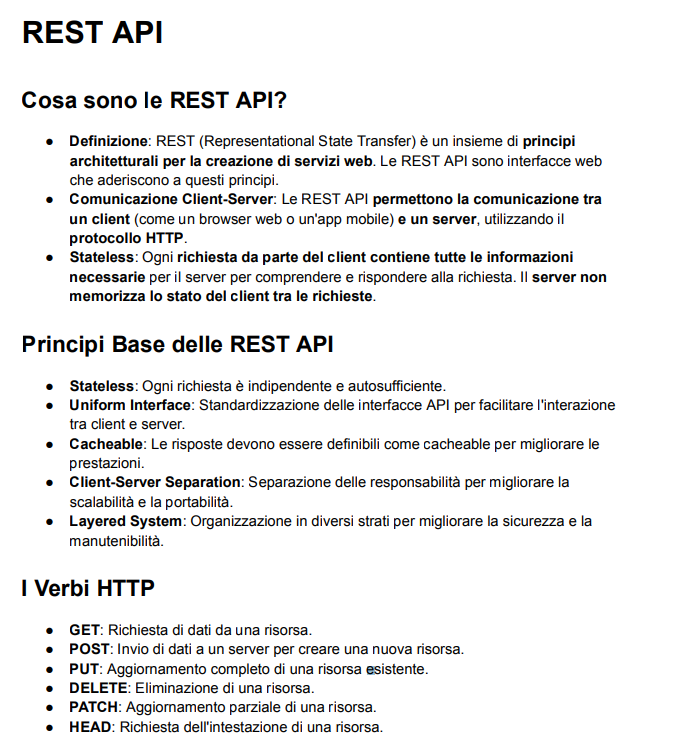 REST API
Cosa sono le REST API?
● Definizione: REST (Representational State Transfer) è un insieme di principi
architetturali per la creazione di servizi web. Le REST API sono interfacce web
che aderiscono a questi principi.
● Comunicazione Client-Server: Le REST API permettono la comunicazione tra
un client (come un browser web o un'app mobile) e un server, utilizzando il
protocollo HTTP.
● Stateless: Ogni richiesta da parte del client contiene tutte le informazioni
necessarie per il server per comprendere e rispondere alla richiesta. Il server non
memorizza lo stato del client tra le richieste.
Principi Base delle REST API
● Stateless: Ogni richiesta è indipendente e autosufficiente.
● Uniform Interface: Standardizzazione delle interfacce API per facilitare l'interazione
tra client e server.
● Cacheable: Le risposte devono essere definibili come cacheable per migliorare le
prestazioni.
● Client-Server Separation: Separazione delle responsabilità per migliorare la
scalabilità e la portabilità.
● Layered System: Organizzazione in diversi strati per migliorare la sicurezza e la
manutenibilità.
I Verbi HTTP
● GET: Richiesta di dati da una risorsa.
● POST: Invio di dati a un server per creare una nuova risorsa.
● PUT: Aggiornamento completo di una risorsa esistente.
● DELETE: Eliminazione di una risorsa.
● PATCH: Aggiornamento parziale di una risorsa.
● HEAD: Richiesta dell'intestazione di una risorsa.